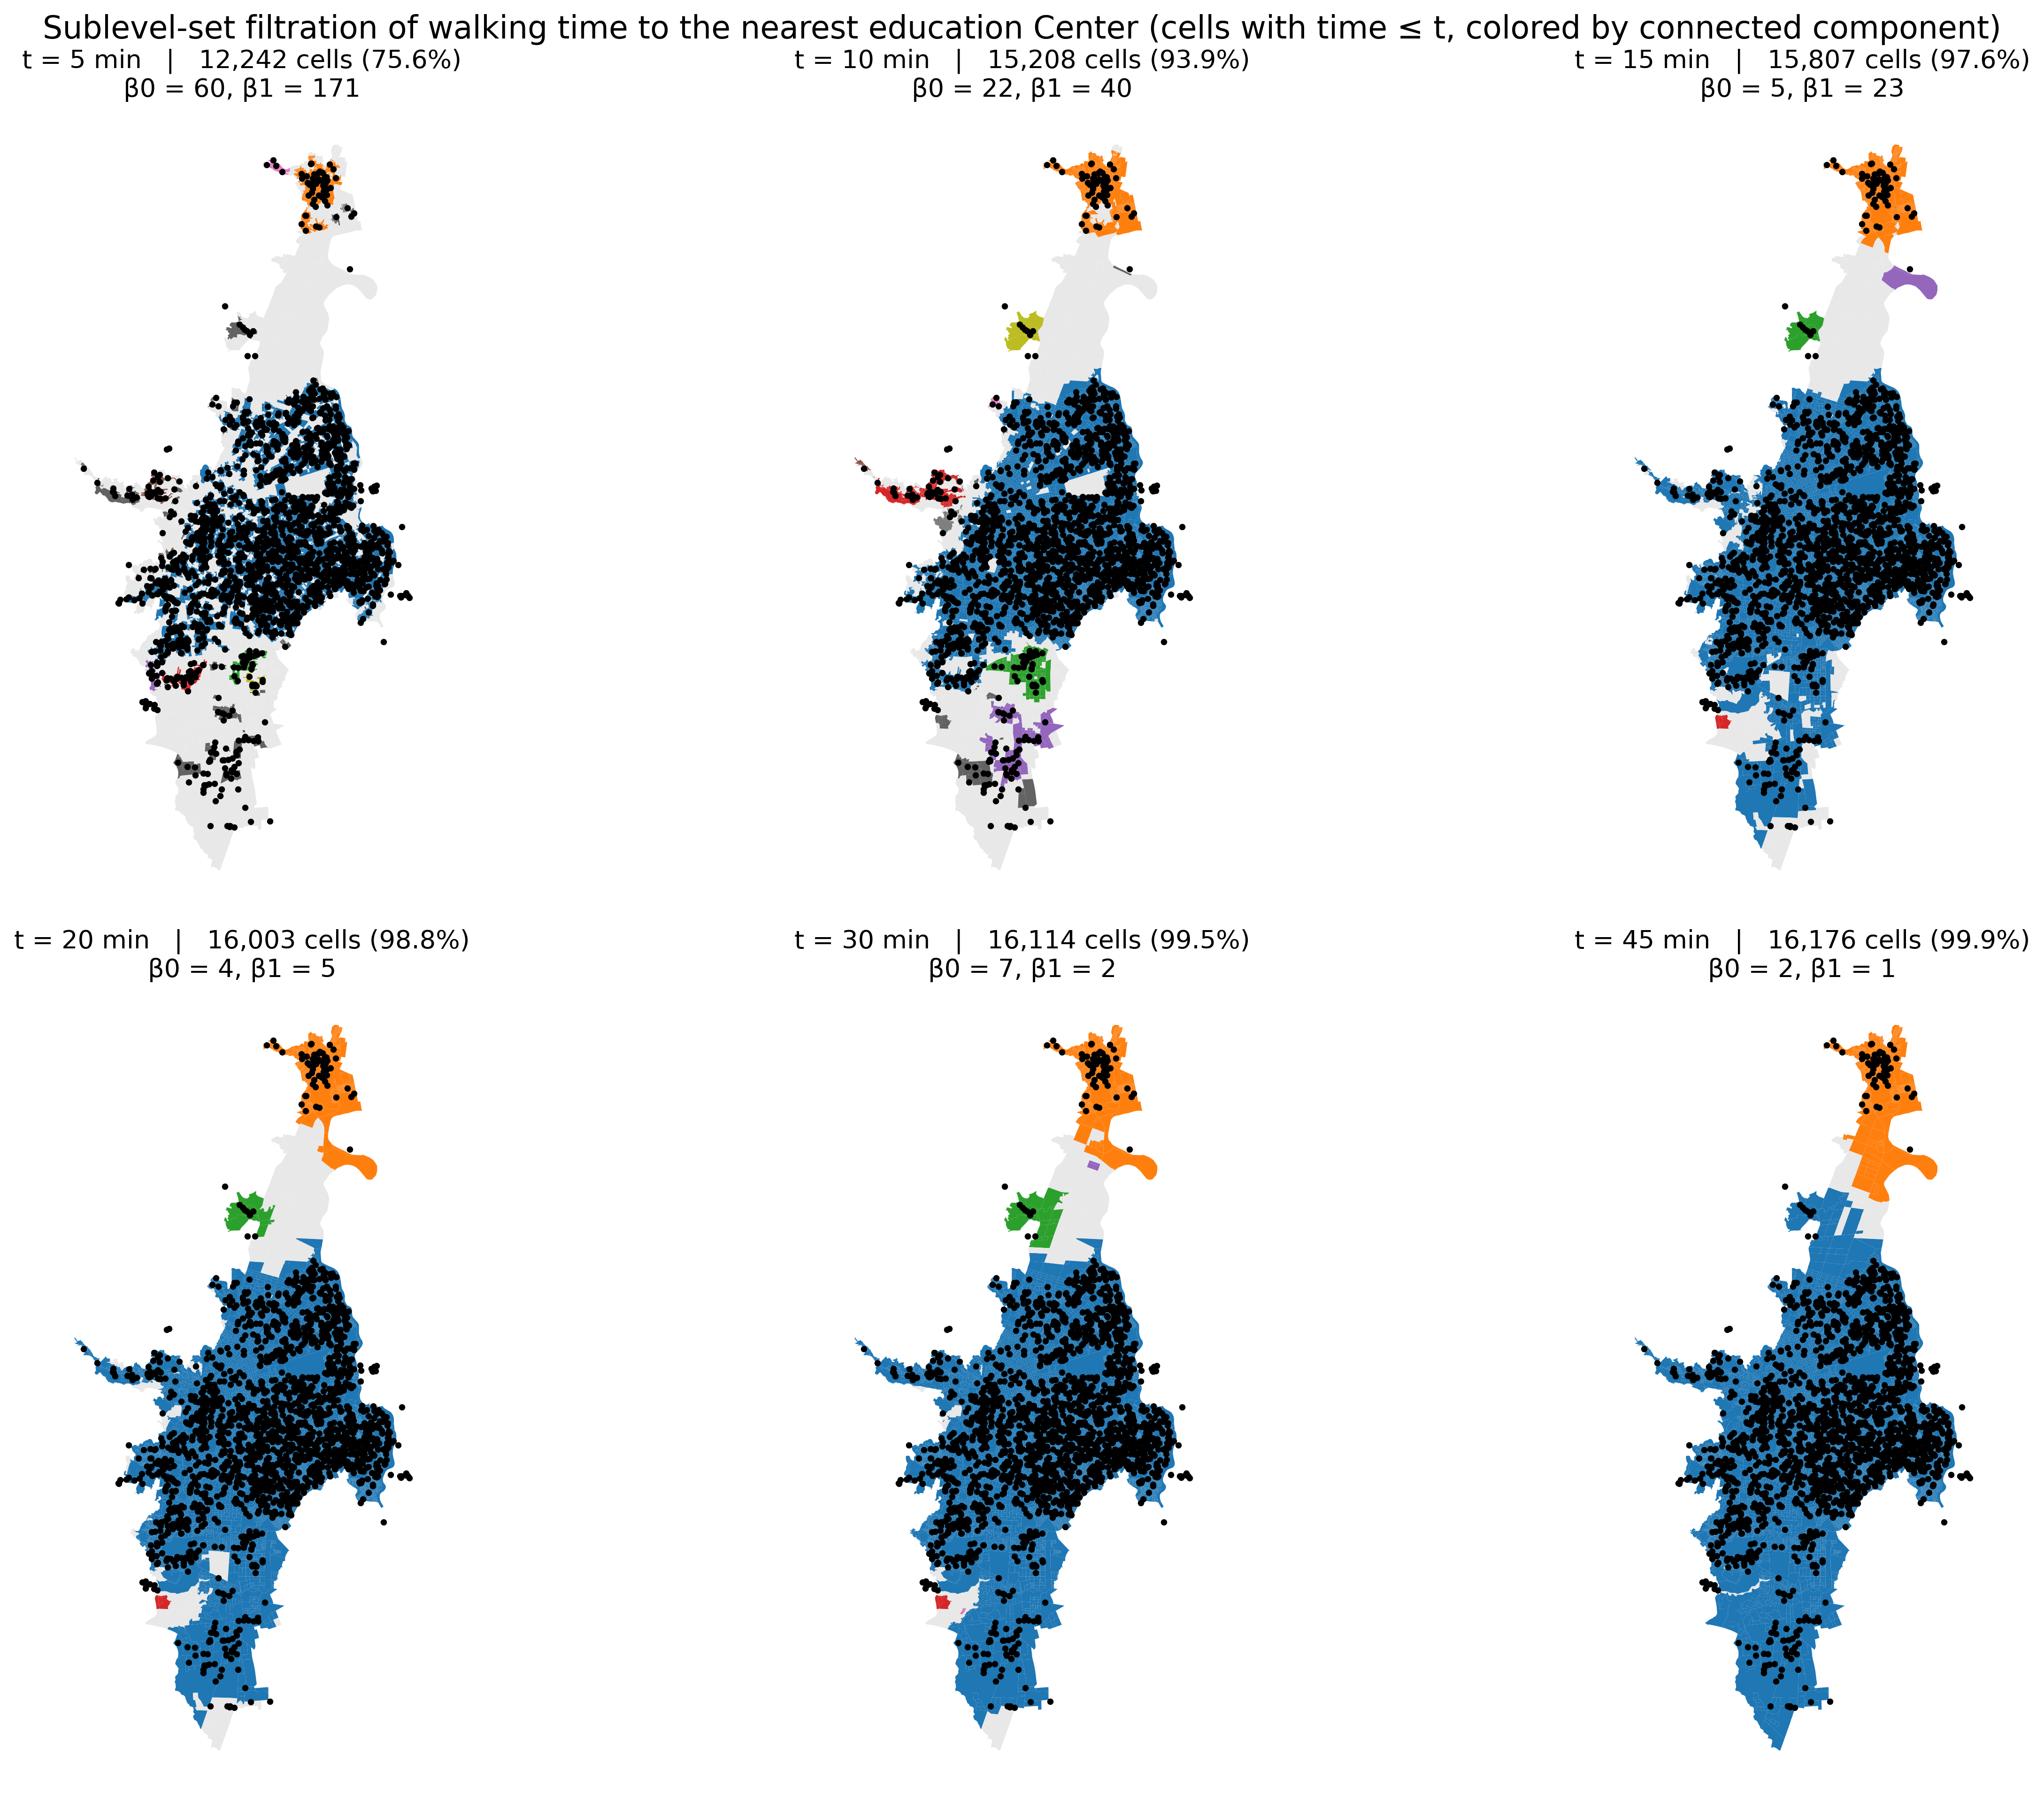 Sublevel-set filtration of walking time to the nearest education Center (cells with time ≤ t, colored by connected component)
t = 5 min | 12,242 cells (75.6%)
β0 = 60, β1 = 171
t = 10 min | 15,208 cells (93.9%)
β0 = 22, β1 = 40
t = 15 min | 15,807 cells (97.6%)
β0 = 5, β1 = 23
t = 20 min | 16,003 cells (98.8%)
β0 = 4, β1 = 5
t = 30 min | 16,114 cells (99.5%)
β0 = 7, β1 = 2
t = 45 min | 16,176 cells (99.9%)
β0 = 2, β1 = 1